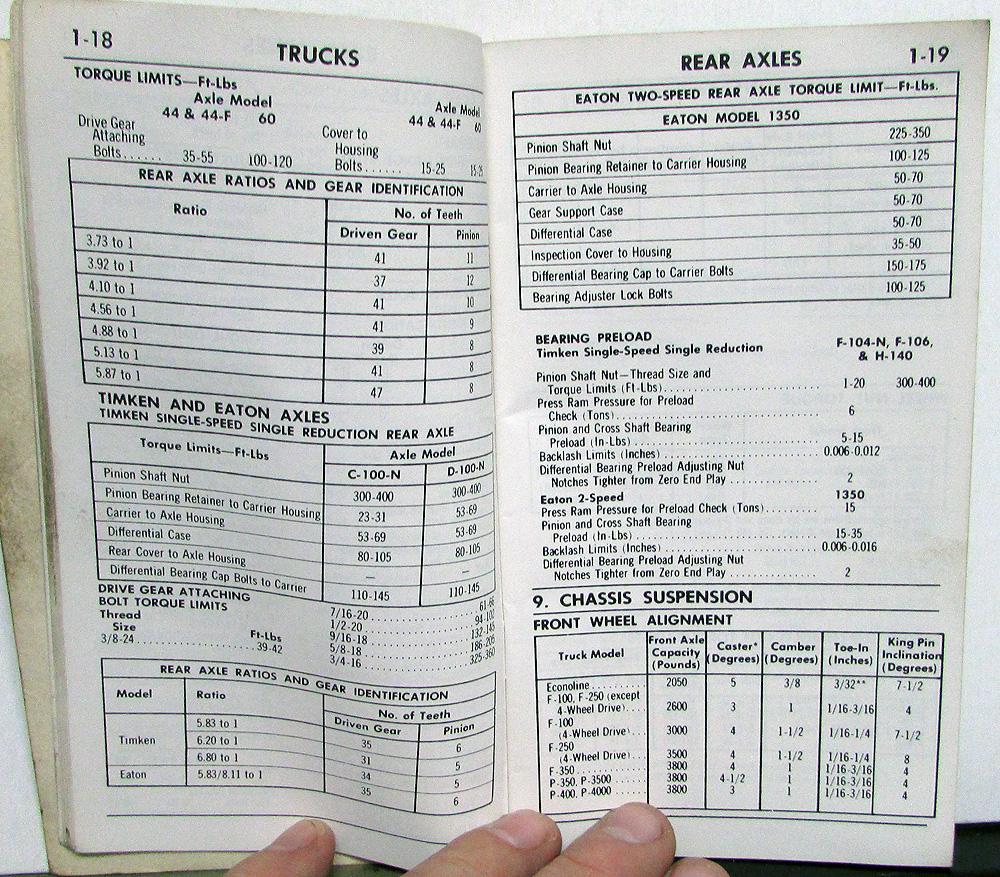 1-18
TRUCKS
TORQUE LIMITS—Ft-Lbs
Axle Model
44 & 44-F 60
Drive Gear
Attaching
Bolts...... 35-55 100-120
Axle Model
44 & 44-F 60
Cover to
Housing
Bolts...... 15-25 15-25
REAR AXLE RATIOS AND GEAR IDENTIFICATION
Ratio No. of Teeth
Driven Gear Pinion
3.73 to 1 41 11
3.92 to 1 37 12
4.10 to 1 41 10
4.56 to 1 41 9
4.88 to 1 39 8
5.13 to 1 41 8
5.87 to 1 47 8
TIMKEN AND EATON AXLES
TIMKEN SINGLE-SPEED SINGLE REDUCTION REAR AXLE
Torque Limits—Ft-Lbs Axle Model
C-100-N D-100-N
Pinion Shaft Nut 300-400 300-400
Pinion Bearing Retainer to Carrier Housing 23-31 53-69
Carrier to Axle Housing 53-69 53-69
Differential Case 80-105 80-105
Rear Cover to Axle Housing — —
Differential Bearing Cap Bolts to Carrier 110-145 110-145
DRIVE GEAR ATTACHING
BOLT TORQUE LIMITS
Thread
Size Ft-Lbs
3/8-24.................... 39-42
7/16-20....................
1/2-20....................
9/16-18.................... 132-145
5/8-18.................... 186-205
3/4-16.................... 325-360
REAR AXLE RATIOS AND GEAR IDENTIFICATION
Model Ratio No. of Teeth
Driven Gear Pinion
Timken 5.83 to 1 35 6
6.20 to 1 31 5
6.80 to 1 34 5
Eaton 5.83/8.11 to 1 35 6
REAR AXLES
1-19
EATON TWO-SPEED REAR AXLE TORQUE LIMIT—Ft-Lbs.
EATON MODEL 1350
Pinion Shaft Nut 225-350
Pinion Bearing Retainer to Carrier Housing 100-125
Carrier to Axle Housing 50-70
Gear Support Case 50-70
Differential Case 50-70
Inspection Cover to Housing 35-50
Differential Bearing Cap to Carrier Bolts 150-175
Bearing Adjuster Lock Bolts 100-125
BEARING PRELOAD
Timken Single-Speed Single Reduction F-104-N, F-106,
& H-140
Pinion Shaft Nut—Thread Size and
Torque Limits (Ft-Lbs)............................ 1-20 300-400
Press Ram Pressure for Preload
Check (Tons).................................... 6
Pinion and Cross Shaft Bearing
Preload (In-Lbs)................................ 5-15
Backlash Limits (Inches)........................ 0.006-0.012
Differential Bearing Preload Adjusting Nut
Notches Tighter from Zero End Play.............. 2
Eaton 2-Speed 1350
Press Ram Pressure for Preload Check (Tons)........ 15
Pinion and Cross Shaft Bearing
Preload (In-Lbs)................................ 15-35
Backlash Limits (Inches)........................ 0.006-0.016
Differential Bearing Preload Adjusting Nut
Notches Tighter from Zero End Play.............. 2
9. CHASSIS SUSPENSION
FRONT WHEEL ALIGNMENT
Truck Model Front Axle Capacity (Pounds) Caster* (Degrees) Camber (Degrees) Toe-In (Inches) King Pin Inclination (Degrees)
Econoline......... 2050 5 3/8 3/32** 7-1/2
F-100, F-250 (except
4-Wheel Drive)... 2600 3 1 1/16-3/16 4
F-100
(4-Wheel Drive)... 3000 4 1-1/2 1/16-1/4 7-1/2
F-250
(4-Wheel Drive)... 3500 4 1-1/2 1/16-1/4 8
F-350.............. 3800 4 1 1/16-3/16 4
P-350, P-3500..... 3800 4-1/2 1 1/16-3/16 4
P-400, P-4000..... 3800 3 1 1/16-3/16 4